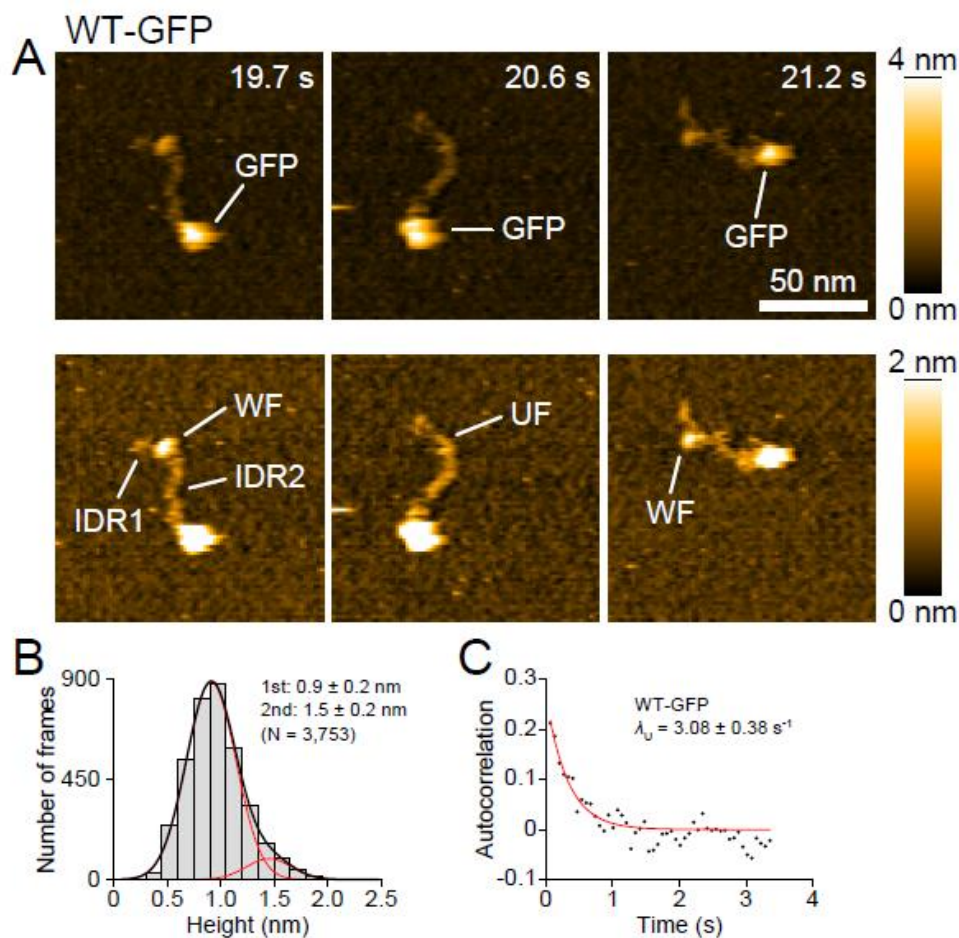 WT-GFP
A
19.7 s
20.6 s
21.2 s
4 nm
GFP
GFP
GFP
50 nm
0 nm
2 nm
WF
UF
IDR2
IDR1
WF
0 nm
B
900
450
0
Number of frames
1st: 0.9 ± 0.2 nm
2nd: 1.5 ± 0.2 nm
(N = 3,753)
0 0.5 1.0 1.5 2.0 2.5
Height (nm)
C
0.3
0.2
0.1
0
-0.1
Autocorrelation
WT-GFP
λU = 3.08 ± 0.38 s-1
0 1 2 3 4
Time (s)